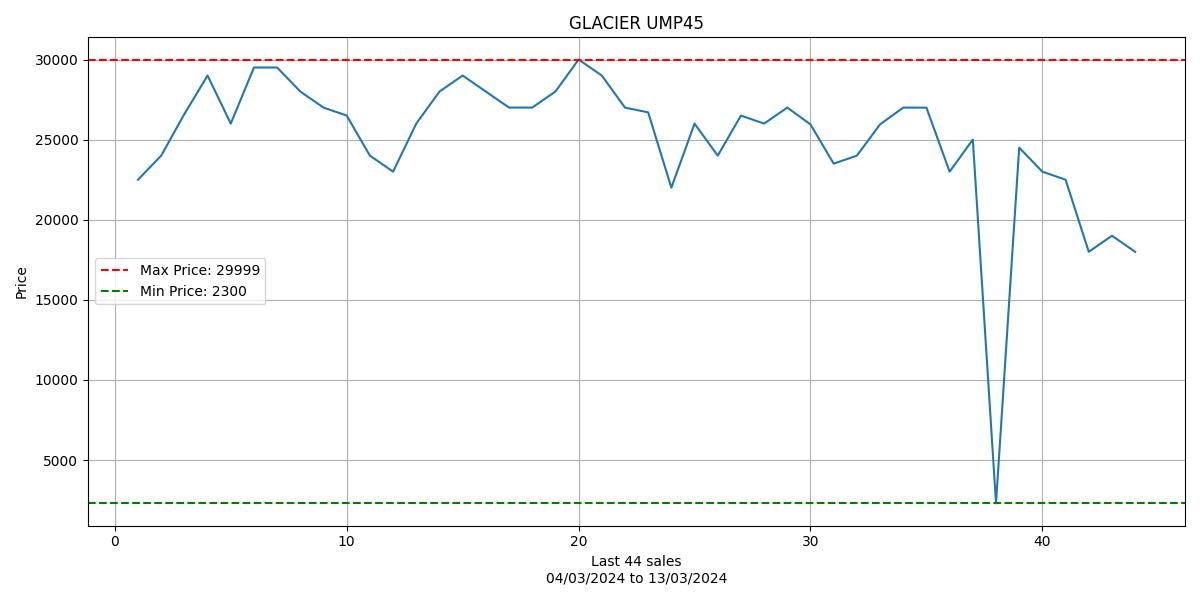 GLACIER UMP45
30000
25000
20000
15000
10000
5000
Price
Max Price: 29999
Min Price: 2300
0 10 20 30 40
Last 44 sales
04/03/2024 to 13/03/2024